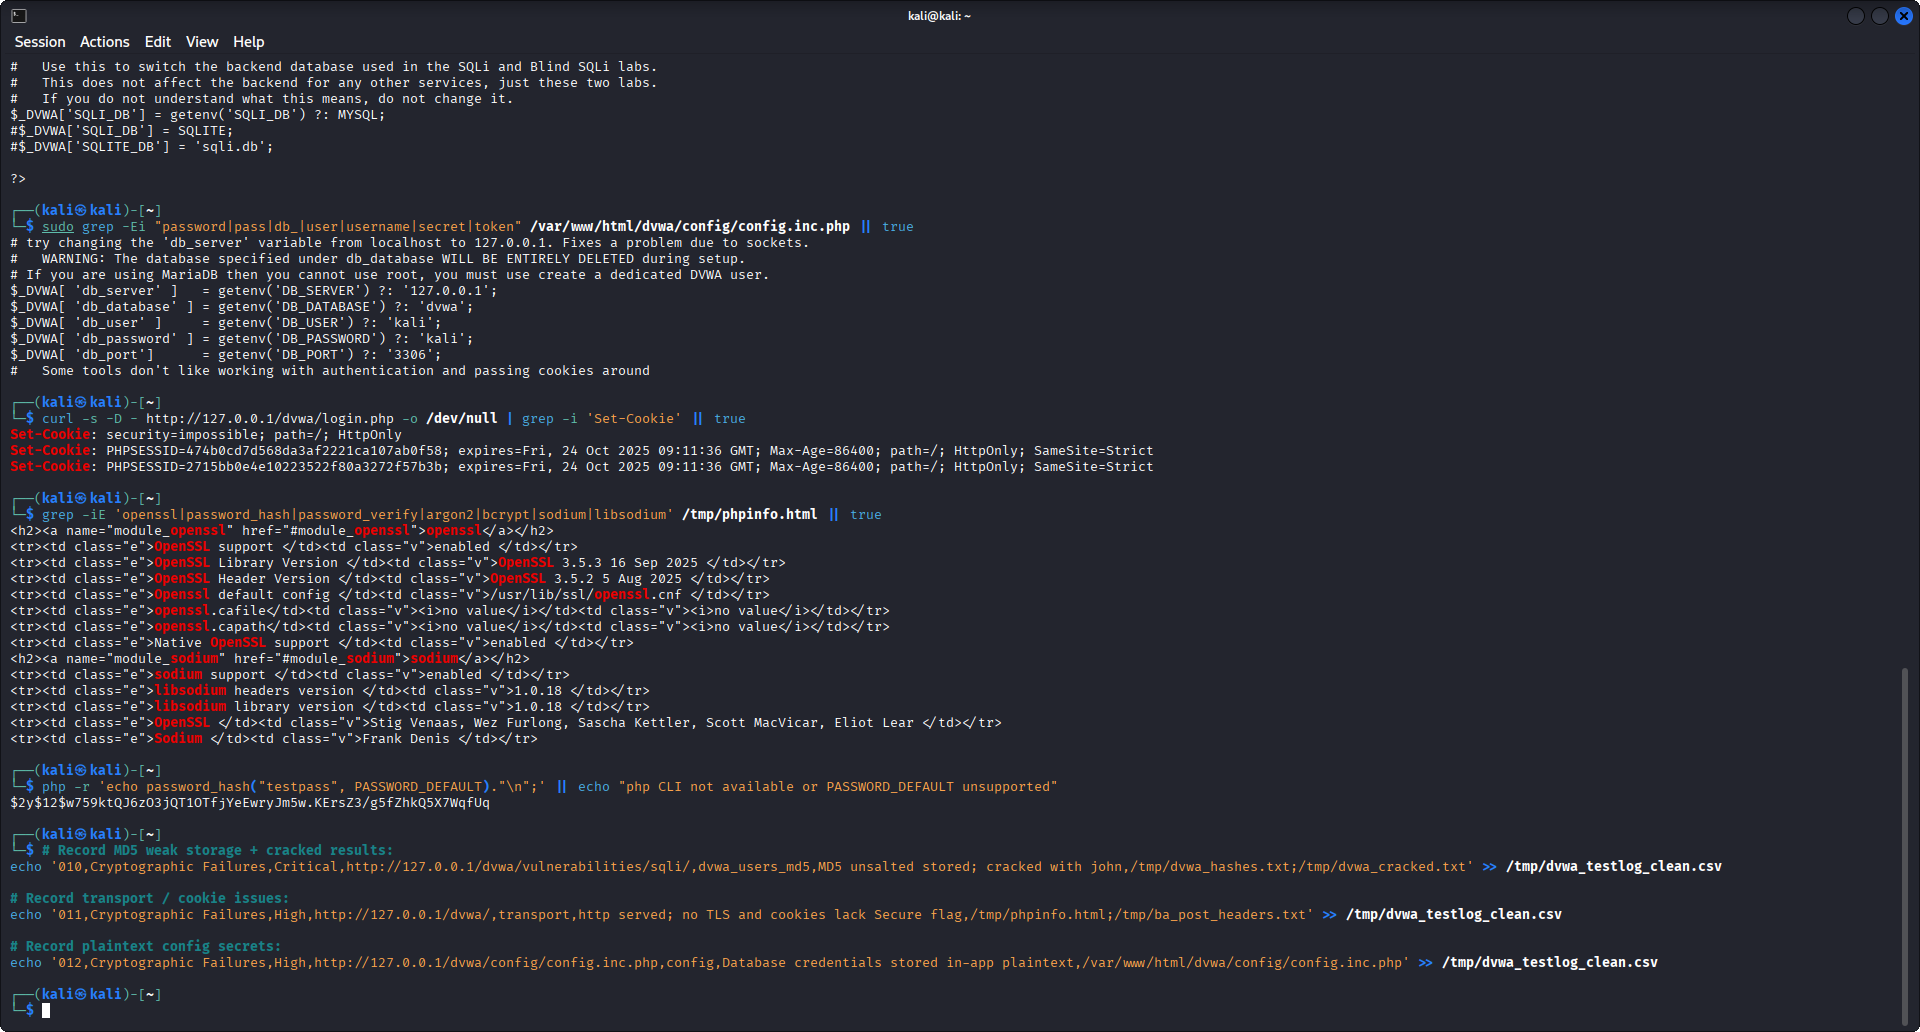 kali@kali: ~
Session Actions Edit View Help
#   Use this to switch the backend database used in the SQLi and Blind SQLi labs.
#   This does not affect the backend for any other services, just these two labs.
#   If you do not understand what this means, do not change it.
$_DVWA['SQLI_DB'] = getenv('SQLI_DB') ?: MYSQL;
#$_DVWA['SQLI_DB'] = SQLITE;
#$_DVWA['SQLITE_DB'] = 'sqli.db';
?>
┌──(kali㉿kali)-[~]
└─$ sudo grep -Ei "password|pass|db_|user|username|secret|token" /var/www/html/dvwa/config/config.inc.php || true
# try changing the 'db_server' variable from localhost to 127.0.0.1. Fixes a problem due to sockets.
#   WARNING: The database specified under db_database WILL BE ENTIRELY DELETED during setup.
# If you are using MariaDB then you cannot use root, you must use create a dedicated DVWA user.
$_DVWA[ 'db_server' ]   = getenv('DB_SERVER') ?: '127.0.0.1';
$_DVWA[ 'db_database' ] = getenv('DB_DATABASE') ?: 'dvwa';
$_DVWA[ 'db_user' ]     = getenv('DB_USER') ?: 'kali';
$_DVWA[ 'db_password' ] = getenv('DB_PASSWORD') ?: 'kali';
$_DVWA[ 'db_port']      = getenv('DB_PORT') ?: '3306';
#   Some tools don't like working with authentication and passing cookies around
┌──(kali㉿kali)-[~]
└─$ curl -s -D - http://127.0.0.1/dvwa/login.php -o /dev/null | grep -i 'Set-Cookie' || true
Set-Cookie: security=impossible; path=/; HttpOnly
Set-Cookie: PHPSESSID=474b0cd7d568da3af2221ca107ab0f58; expires=Fri, 24 Oct 2025 09:11:36 GMT; Max-Age=86400; path=/; HttpOnly; SameSite=Strict
Set-Cookie: PHPSESSID=2715bb0e4e10223522f80a3272f57b3b; expires=Fri, 24 Oct 2025 09:11:36 GMT; Max-Age=86400; path=/; HttpOnly; SameSite=Strict
┌──(kali㉿kali)-[~]
└─$ grep -iE 'openssl|password_hash|password_verify|argon2|bcrypt|sodium|libsodium' /tmp/phpinfo.html || true
<h2><a name="module_openssl" href="#module_openssl">openssl</a></h2>
<tr><td class="e">OpenSSL support </td><td class="v">enabled </td></tr>
<tr><td class="e">OpenSSL Library Version </td><td class="v">OpenSSL 3.5.3 16 Sep 2025 </td></tr>
<tr><td class="e">OpenSSL Header Version </td><td class="v">OpenSSL 3.5.2 5 Aug 2025 </td></tr>
<tr><td class="e">Openssl default config </td><td class="v">/usr/lib/ssl/openssl.cnf </td></tr>
<tr><td class="e">openssl.cafile</td><td class="v"><i>no value</i></td><td class="v"><i>no value</i></td></tr>
<tr><td class="e">openssl.capath</td><td class="v"><i>no value</i></td><td class="v"><i>no value</i></td></tr>
<tr><td class="e">Native OpenSSL support </td><td class="v">enabled </td></tr>
<h2><a name="module_sodium" href="#module_sodium">sodium</a></h2>
<tr><td class="e">sodium support </td><td class="v">enabled </td></tr>
<tr><td class="e">libsodium headers version </td><td class="v">1.0.18 </td></tr>
<tr><td class="e">libsodium library version </td><td class="v">1.0.18 </td></tr>
<tr><td class="e">OpenSSL </td><td class="v">Stig Venaas, Wez Furlong, Sascha Kettler, Scott MacVicar, Eliot Lear </td></tr>
<tr><td class="e">Sodium </td><td class="v">Frank Denis </td></tr>
┌──(kali㉿kali)-[~]
└─$ php -r 'echo password_hash("testpass", PASSWORD_DEFAULT)."\n";' || echo "php CLI not available or PASSWORD_DEFAULT unsupported"
$2y$12$w759ktQJ6zO3jQT1OTfjYeEwryJm5w.KErsZ3/g5fZhkQ5X7WqfUq
┌──(kali㉿kali)-[~]
└─$ # Record MD5 weak storage + cracked results:
echo '010,Cryptographic Failures,Critical,http://127.0.0.1/dvwa/vulnerabilities/sqli/,dvwa_users_md5,MD5 unsalted stored; cracked with john,/tmp/dvwa_hashes.txt;/tmp/dvwa_cracked.txt' >> /tmp/dvwa_testlog_clean.csv
# Record transport / cookie issues:
echo '011,Cryptographic Failures,High,http://127.0.0.1/dvwa/,transport,http served; no TLS and cookies lack Secure flag,/tmp/phpinfo.html;/tmp/ba_post_headers.txt' >> /tmp/dvwa_testlog_clean.csv
# Record plaintext config secrets:
echo '012,Cryptographic Failures,High,http://127.0.0.1/dvwa/config/config.inc.php,config,Database credentials stored in-app plaintext,/var/www/html/dvwa/config/config.inc.php' >> /tmp/dvwa_testlog_clean.csv
┌──(kali㉿kali)-[~]
└─$